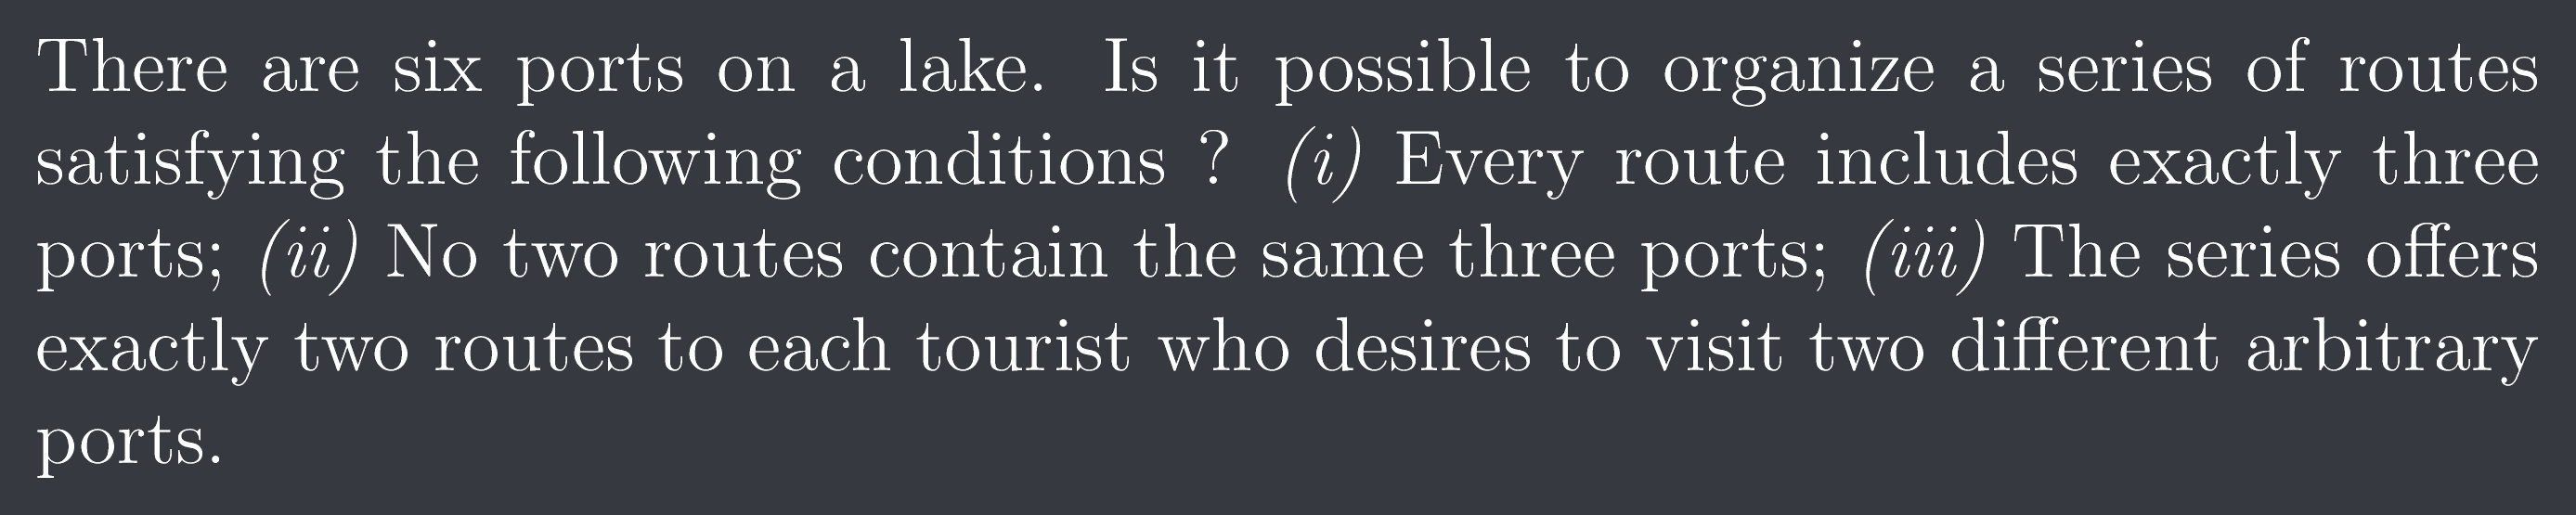 There are six ports on a lake. Is it possible to organize a series of routes
satisfying the following conditions ? (i) Every route includes exactly three
ports; (ii) No two routes contain the same three ports; (iii) The series offers
exactly two routes to each tourist who desires to visit two different arbitrary
ports.